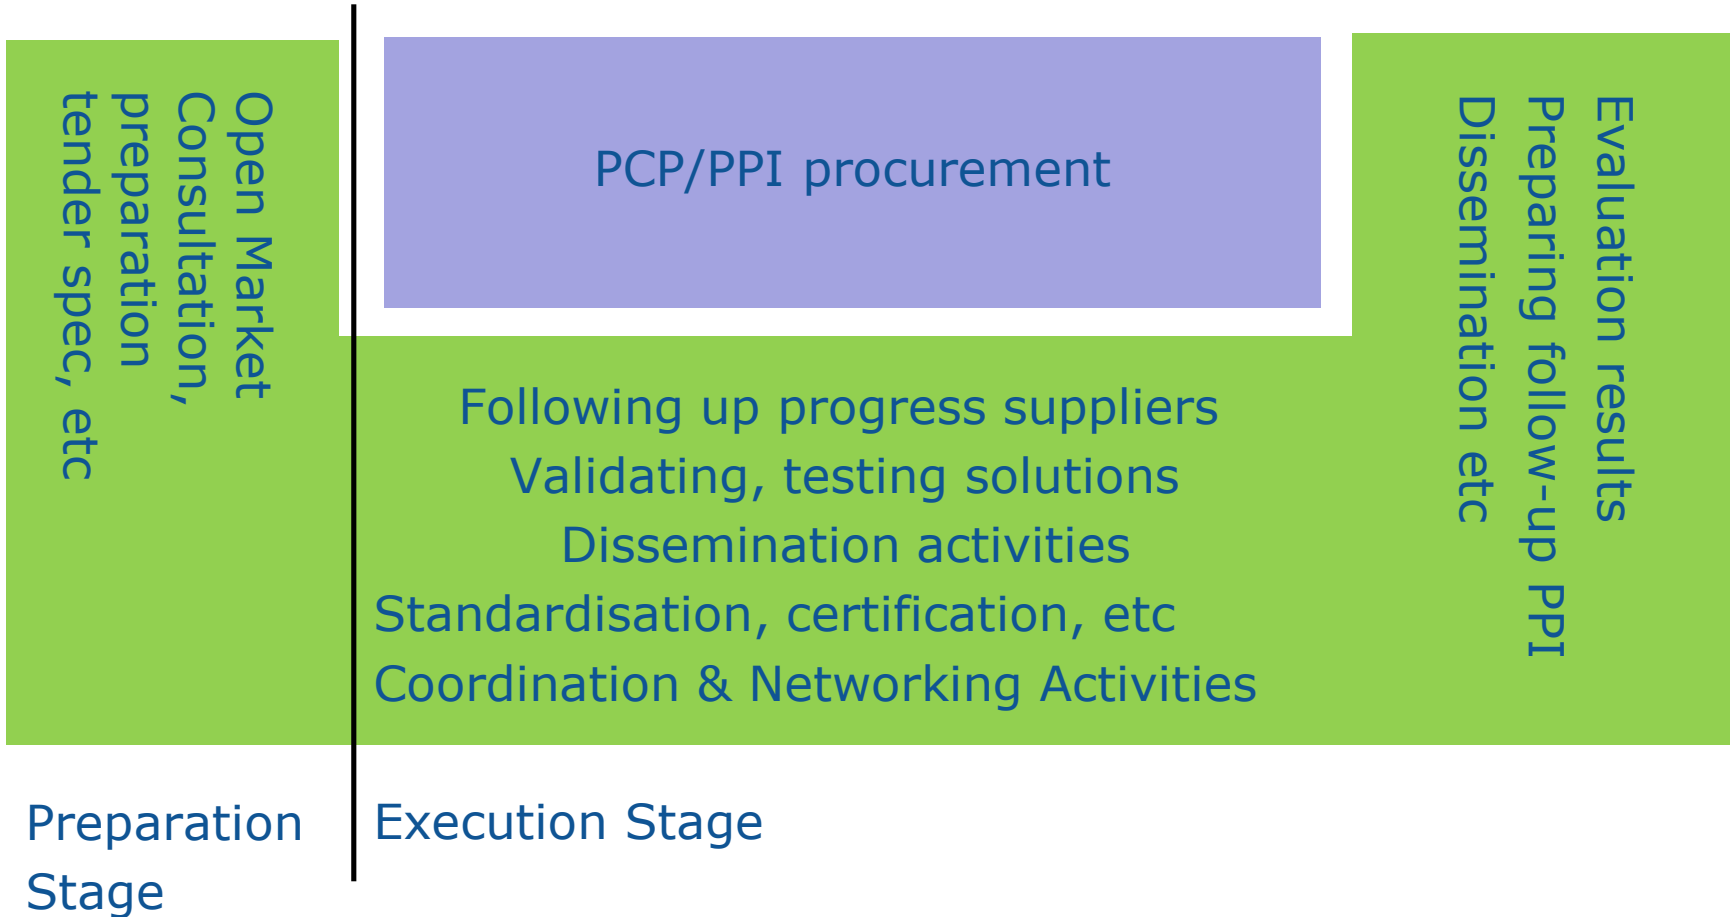 Open Market
Consultation,
preparation
tender spec, etc
PCP/PPI procurement
Following up progress suppliers
Validating, testing solutions
Dissemination activities
Standardisation, certification, etc
Coordination & Networking Activities
Evaluation results
Preparing follow-up PPI
Dissemination etc
Preparation
Stage
Execution Stage